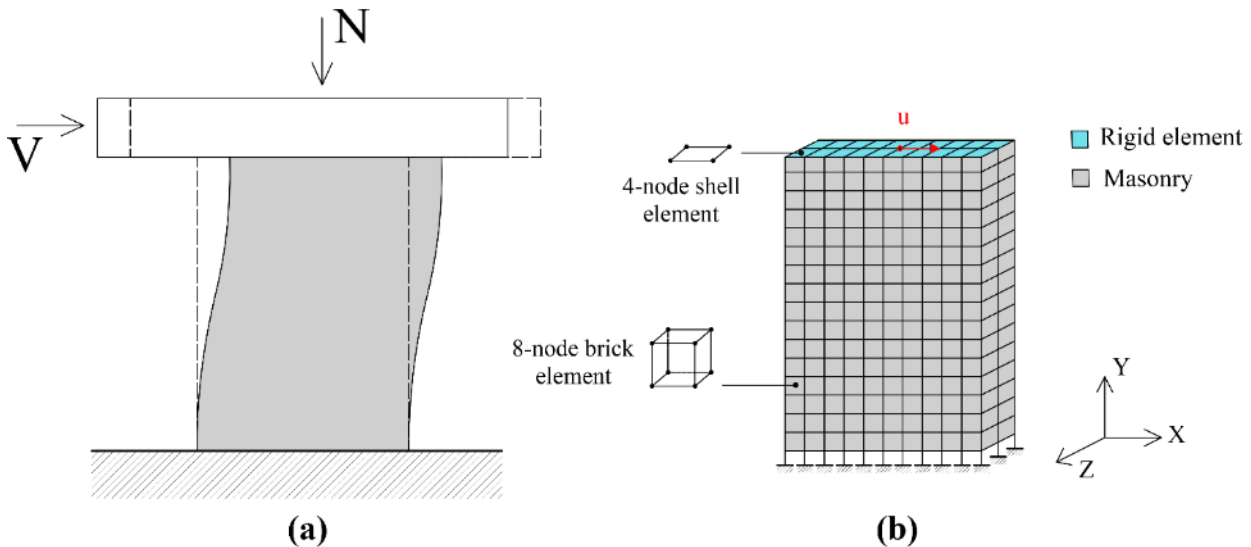 N
V
(a)
u
4-node shell
element
8-node brick
element
Rigid element
Masonry
Y
X
Z
(b)